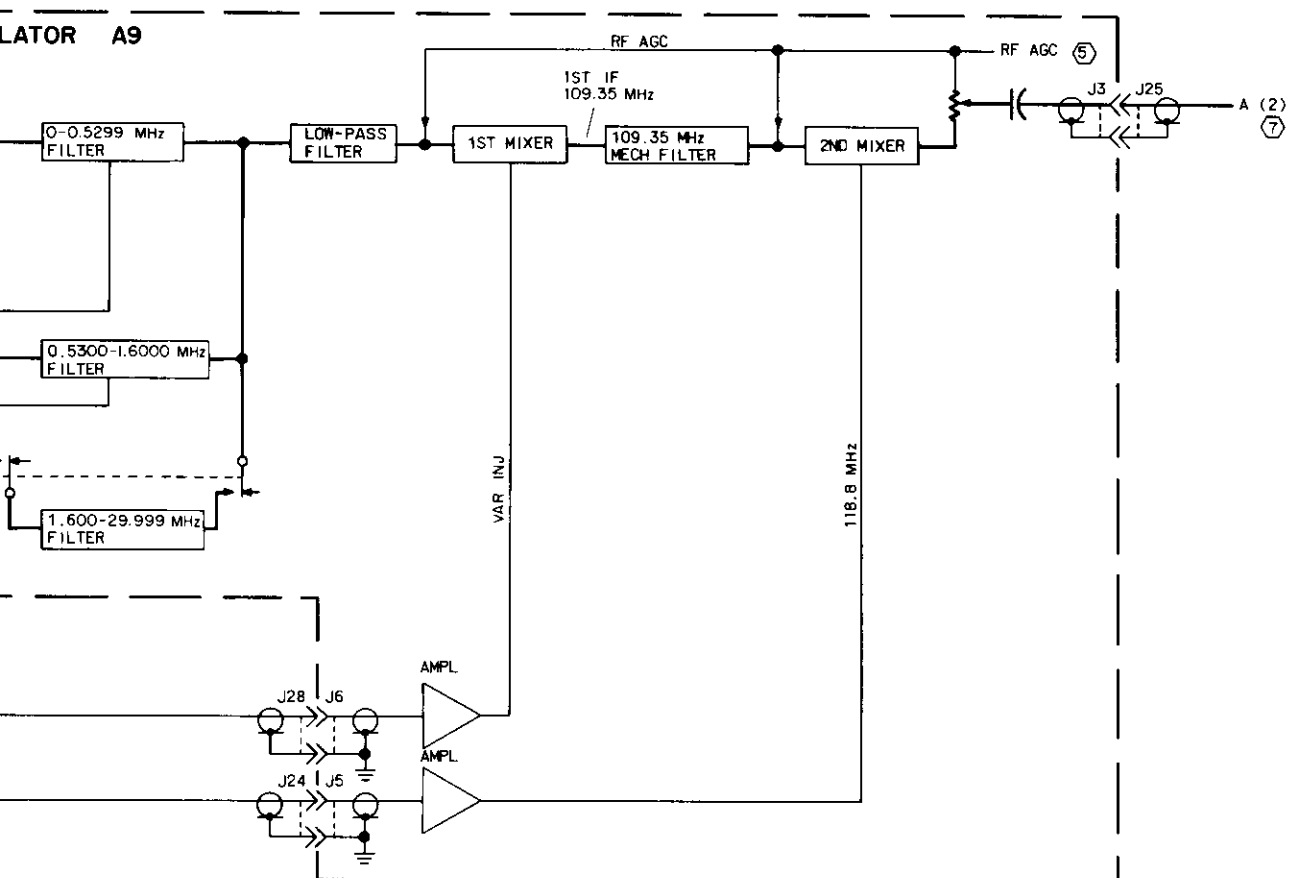 LATOR A9
RF AGC
RF AGC 5
1ST IF
109.35 MHz
J3 J25
A (2)
7
0-0.5299 MHz
FILTER
LOW-PASS
FILTER
1ST MIXER
109.35 MHz
MECH FILTER
2ND MIXER
0.5300-1.6000 MHz
FILTER
VAR INJ
118.8 MHz
1.600-29.999 MHz
FILTER
AMPL
J28 J6
AMPL
J24 J5